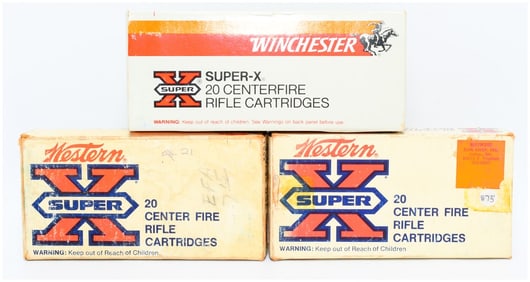 WINCHESTER
SUPER-X®
20 CENTERFIRE
RIFLE CARTRIDGES
X SUPER
WARNING: Keep out of reach of children. See Warnings on back panel before use.
Western
X SUPER
20
CENTER FIRE
RIFLE
CARTRIDGES
WARNING: Keep out of Reach of Children
Western
X SUPER
20
CENTER FIRE
RIFLE
CARTRIDGES
WARNING: Keep out of Reach of Children